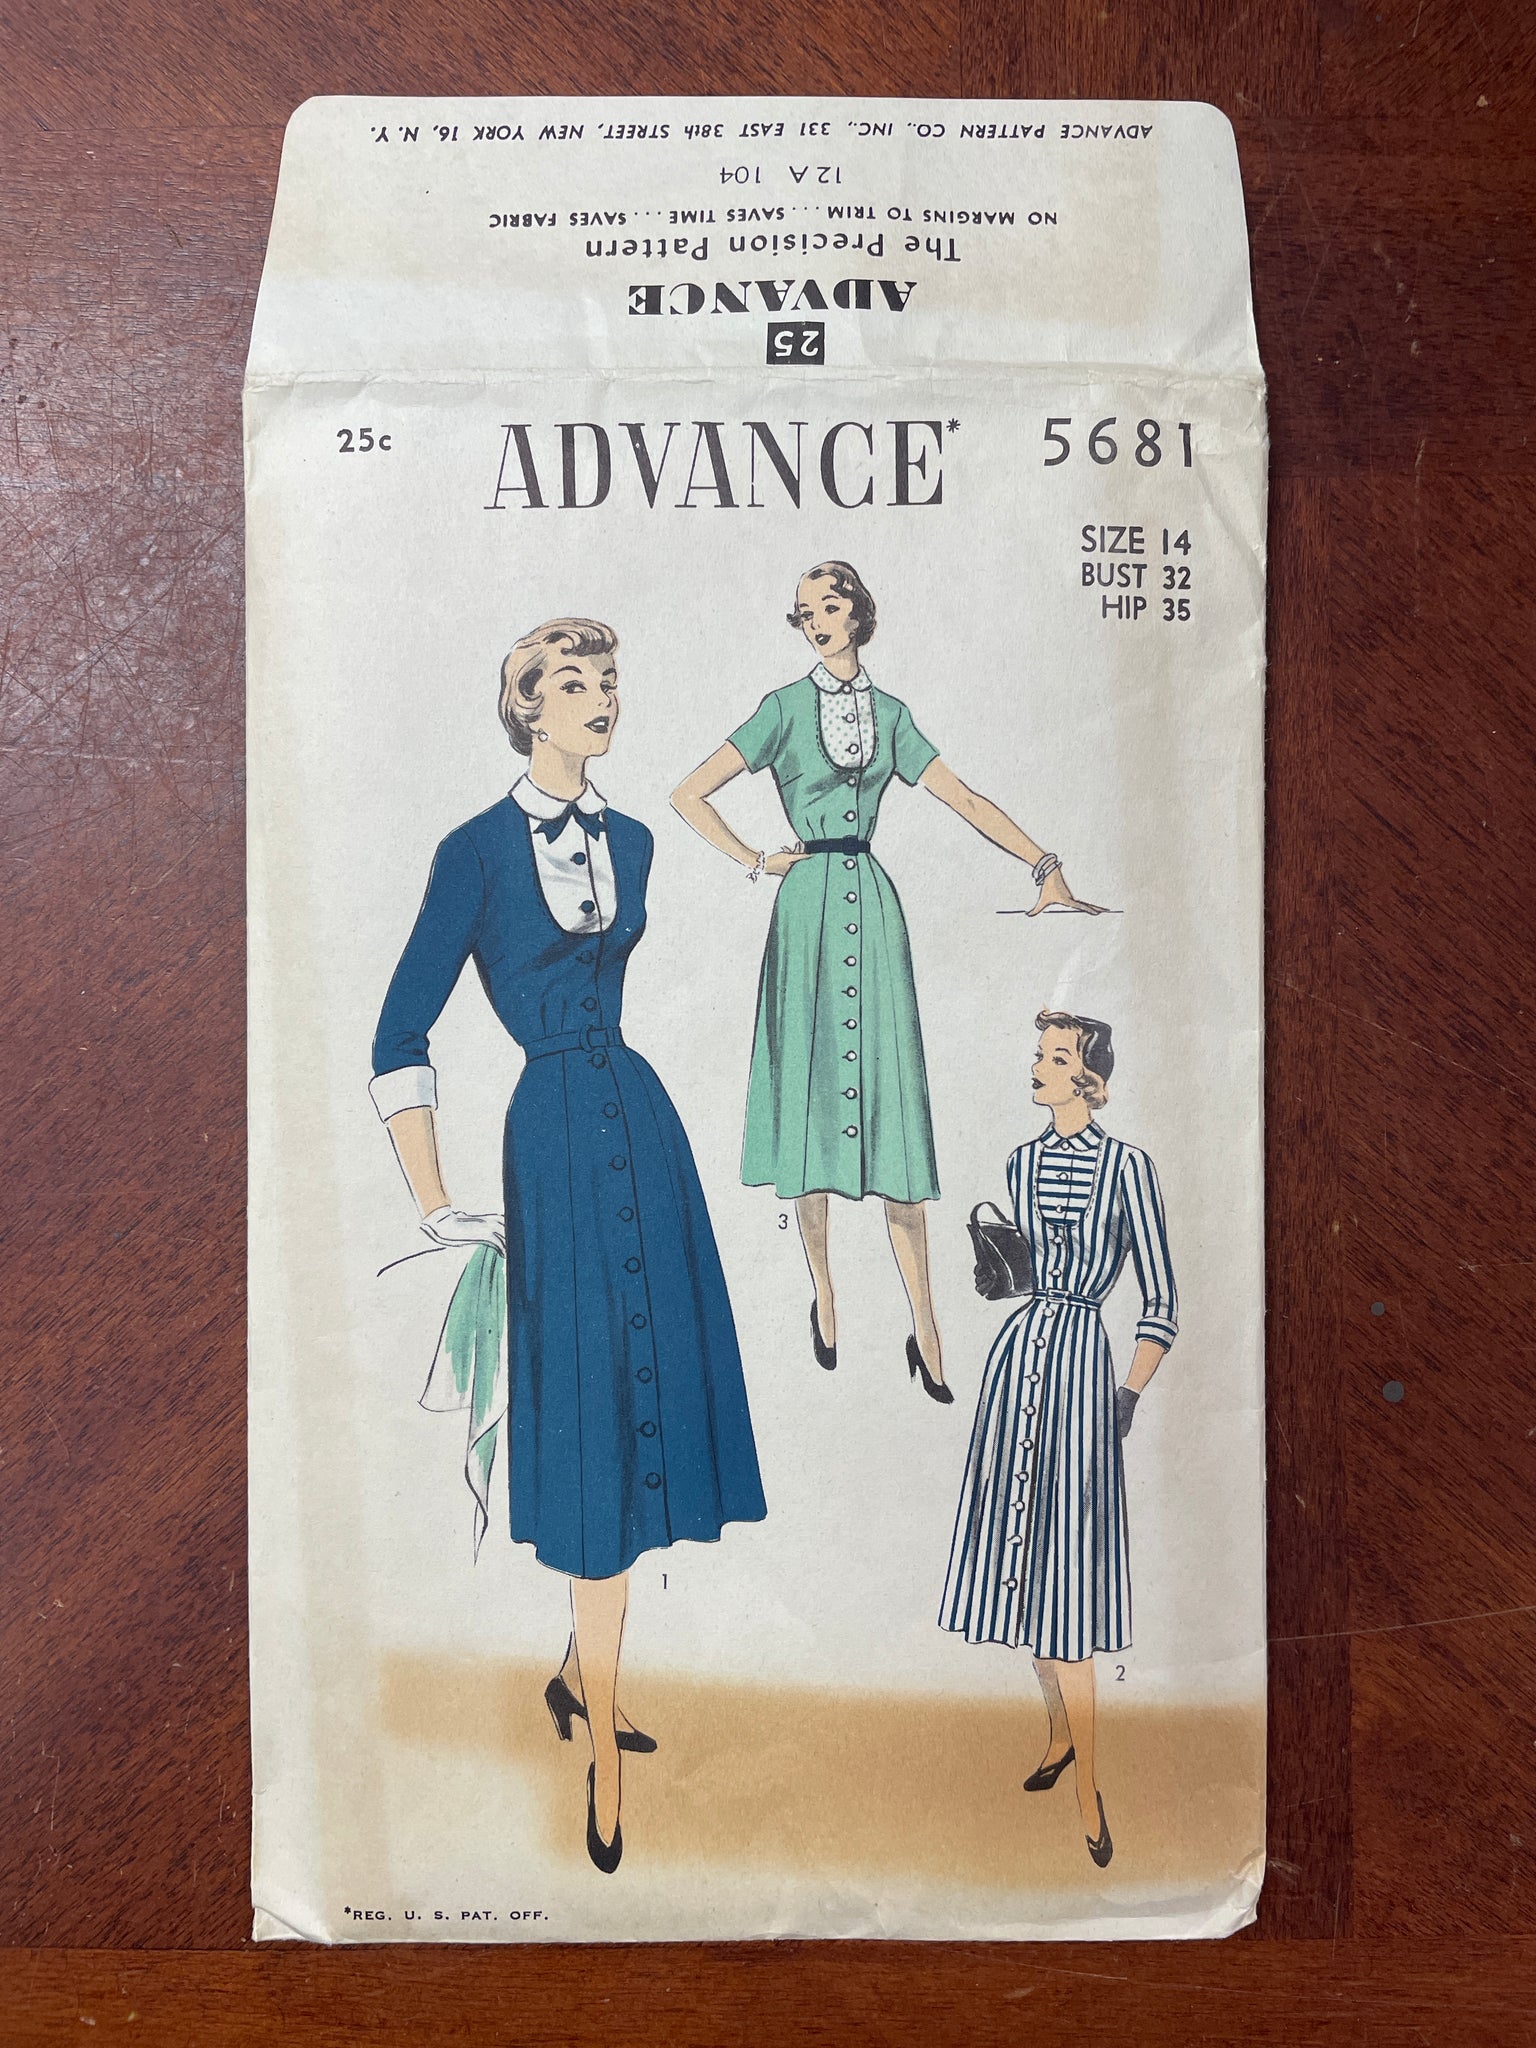 ADVANCE PATTERN CO., INC., 331 EAST 38th STREET, NEW YORK 16, N. Y.
12A 104
NO MARGINS TO TRIM....SAVES TIME....SAVES FABRIC
The Precision Pattern
ADVANCE
25
25c
ADVANCE*
5681
SIZE 14
BUST 32
HIP 35
3
1
2
*REG. U. S. PAT. OFF.